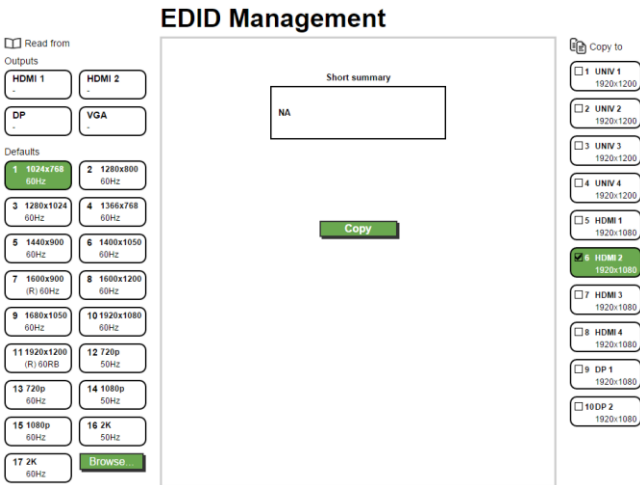 EDID Management
Read from
Outputs
HDMI 1
-
HDMI 2
-
DP
-
VGA
-
Defaults
1 1024x768
60Hz
2 1280x800
60Hz
3 1280x1024
60Hz
4 1366x768
60Hz
5 1440x900
60Hz
6 1400x1050
60Hz
7 1600x900
(R) 60Hz
8 1600x1200
60Hz
9 1680x1050
60Hz
10 1920x1080
60Hz
11 1920x1200
(R) 60RB
12 720p
50Hz
13 720p
60Hz
14 1080p
50Hz
15 1080p
60Hz
16 2K
50Hz
17 2K
60Hz
Browse...
Short summary
NA
Copy
Copy to
1 UNIV 1
1920x1200
2 UNIV 2
1920x1200
3 UNIV 3
1920x1200
4 UNIV 4
1920x1200
5 HDMI 1
1920x1080
6 HDMI 2
1920x1080
7 HDMI 3
1920x1080
8 HDMI 4
1920x1080
9 DP 1
1920x1080
10 DP 2
1920x1080